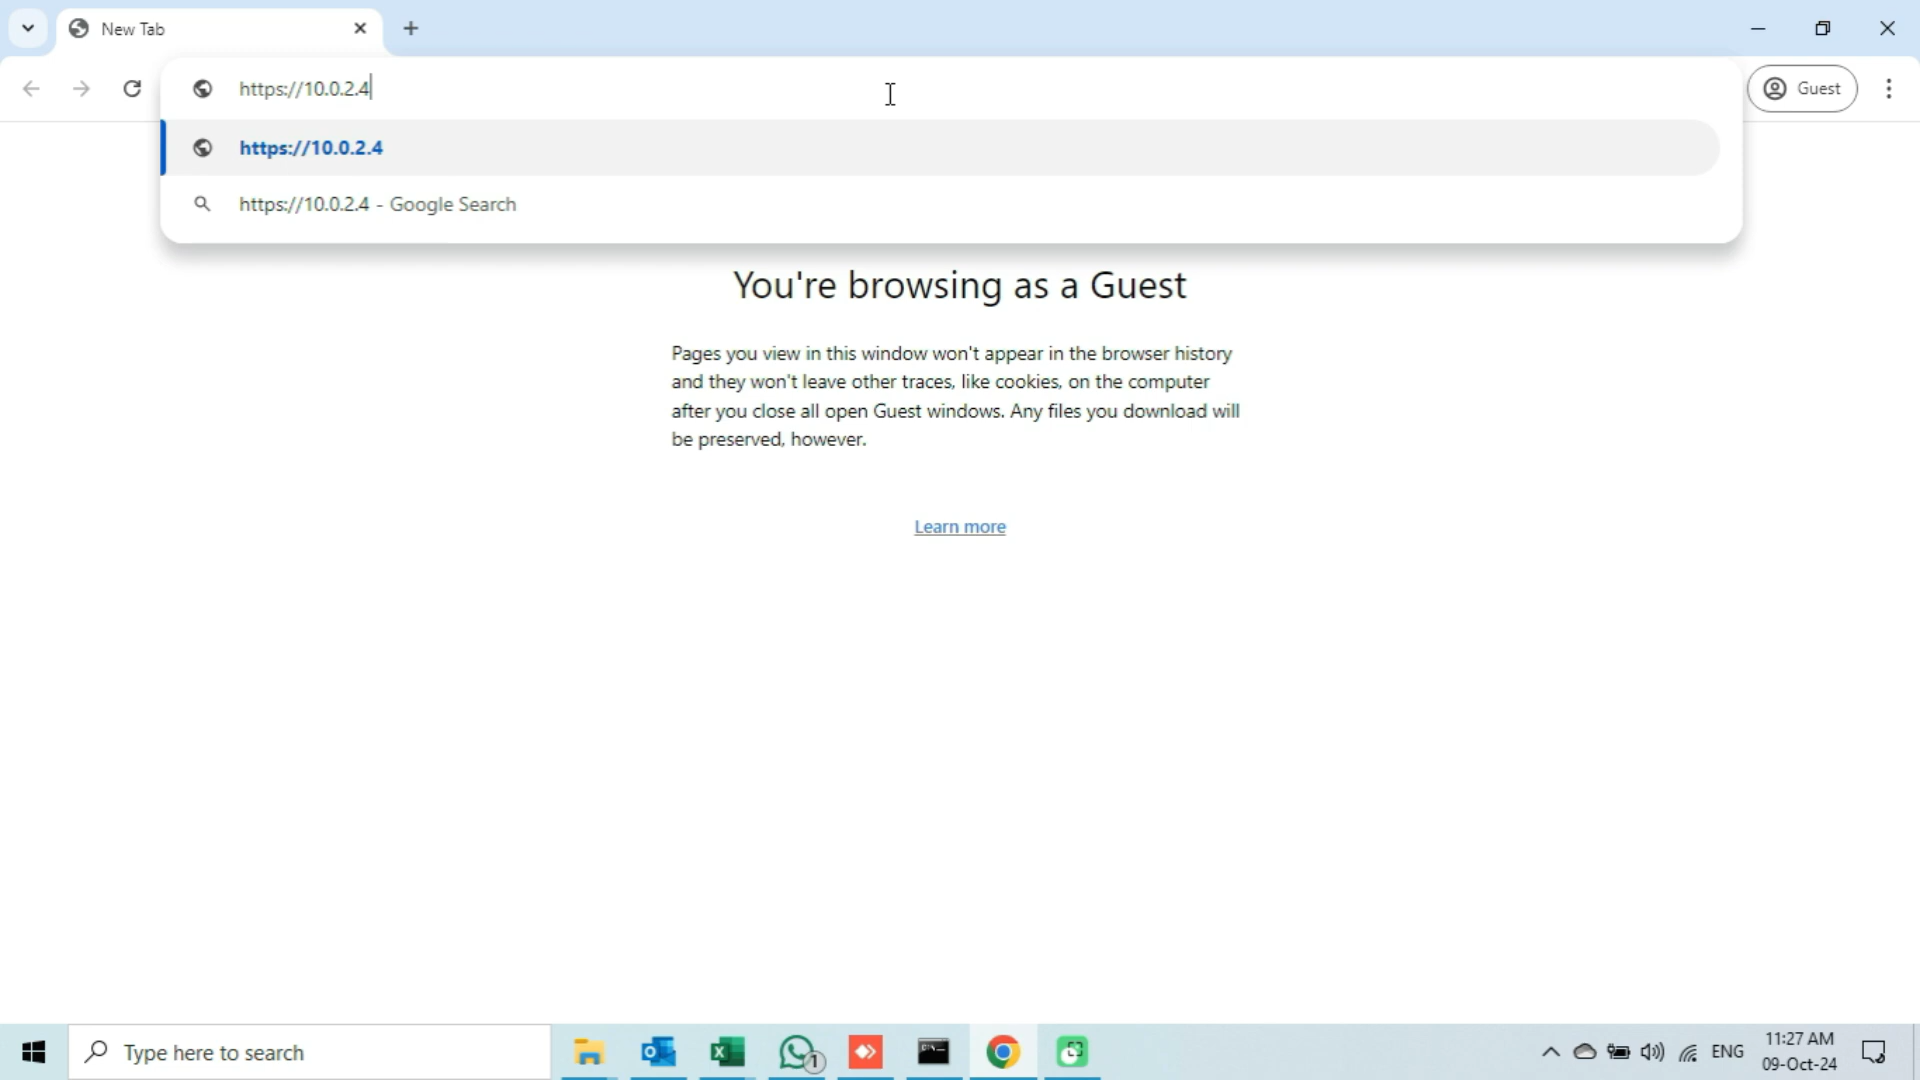 New Tab
https://10.0.2.4
Guest
https://10.0.2.4
https://10.0.2.4 - Google Search
You're browsing as a Guest
Pages you view in this window won't appear in the browser history
and they won't leave other traces, like cookies, on the computer
after you close all open Guest windows. Any files you download will
be preserved, however.
Learn more
Type here to search
1
ENG
11:27 AM
09-Oct-24